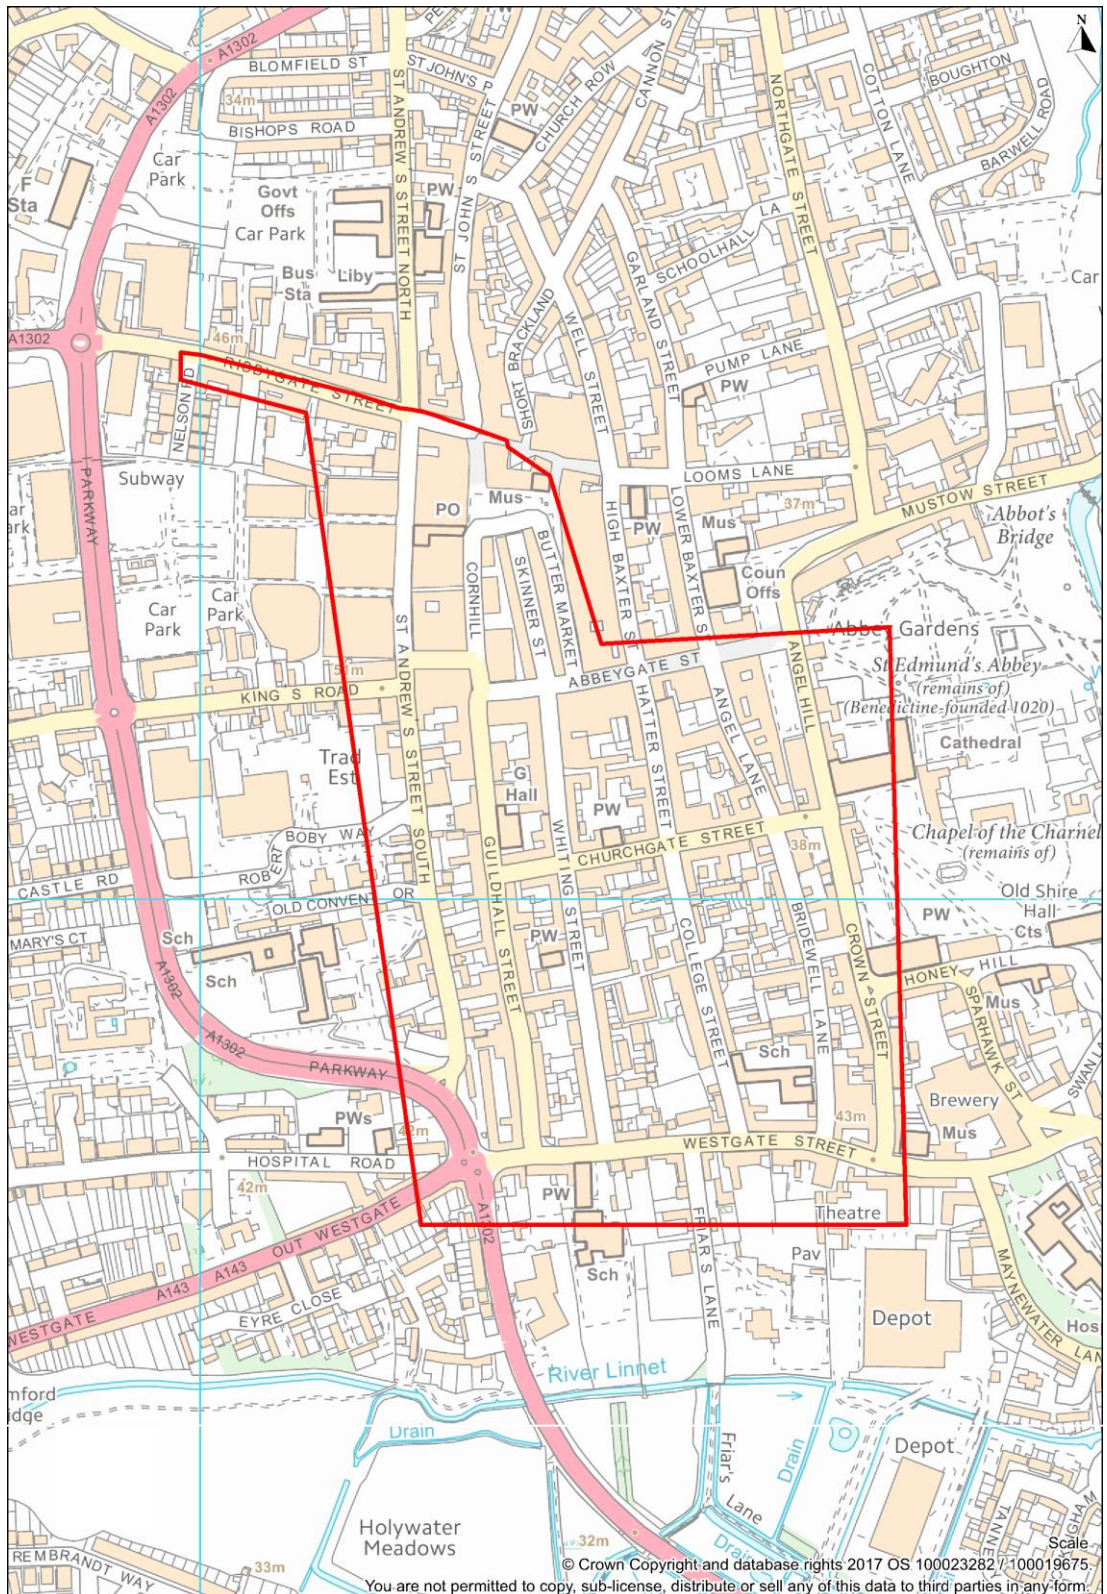 N
A1302
BLOMFIELD ST
ST JOHN'S P
PW
CANNON ST
CHURCH ROW
NORTHGATE STREET
COTTON LANE
BOUGHTON
BARWELL ROAD
34m
A1302
BISHOPS ROAD
ST ANDREW S STREET NORTH
ST JOHN S STREET
PW
Car
Park
F
Sta
Govt
Offs
Car Park
PW
SCHOOLHALL LA
GARLAND STREET
Bus
Sta
Liby
Car
A1302
46m
RISBYGATE STREET
SHORT BRACKLAND
WELL STREET
PUMP LANE
PW
NELSON RD
Subway
PARKWAY
LOOMS LANE
MUSTOW STREET
Mus
PO
HIGH BAXTER ST
PW
LOWER BAXTER ST
Mus
37m
Abbot's
Bridge
Coun
Offs
CORNHILL
SKINNER ST
BUTTER MARKET
Car
Park
Car
Park
Abbey Gardens
ABBEYGATE ST
ANGEL HILL
St Edmund's Abbey
(remains of)
(Benedictine-founded 1020)
51m
KING S ROAD
ST ANDREW S STREET SOUTH
HATTER STREET
ANGEL LANE
Cathedral
Trad
Est
G
Hall
PW
WHITING STREET
CHURCHGATE STREET
38m
Chapel of the Charnel
(remains of)
ROBERT BOBY WAY
GUILDHALL STREET
CASTLE RD
OLD CONVENT OR
Old Shire
Hall
Cts
PW
MARY'S CT
Sch
Sch
PW
COLLEGE STREET
BRIDEWELL LANE
CROWN STREET
HONEY HILL
Mus
SPARHAWK ST
SWAN
A1302
A1302
PARKWAY
Sch
Brewery
Mus
PWs
42m
43m
WESTGATE STREET
HOSPITAL ROAD
42m
PW
Theatre
OUT WESTGATE
A1302
FRIAR S LANE
Sch
Pav
Depot
MAYNEWATER LAN
Hos
A143
A143
WESTGATE
EYRE CLOSE
River Linnet
Drain
Friar's
Lane
Drain
Depot
Holywater
Meadows
32m
Drain
REMBRANDT WAY
33m
Scale
© Crown Copyright and database rights 2017 OS 100023282 / 100019675.
You are not permitted to copy, sub-license, distribute or sell any of this data to third parties in any form.